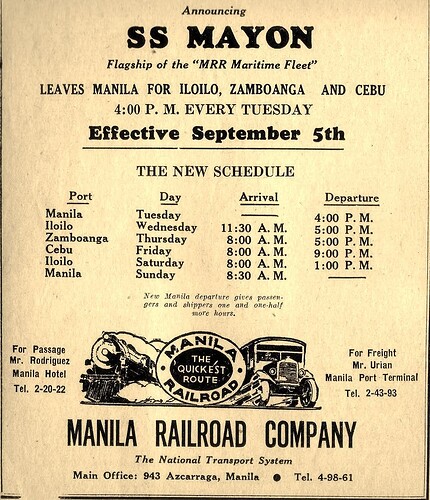 Announcing
SS MAYON
Flagship of the "MRR Maritime Fleet"
LEAVES MANILA FOR ILOILO, ZAMBOANGA AND CEBU
4:00 P. M. EVERY TUESDAY
Effective September 5th
THE NEW SCHEDULE
Port Day Arrival Departure
Manila Tuesday —— 4:00 P. M.
Iloilo Wednesday 11:30 A. M. 5:00 P. M.
Zamboanga Thursday 8:00 A. M. 5:00 P. M.
Cebu Friday 8:00 A. M. 9:00 P. M.
Iloilo Saturday 8:00 A. M. 1:00 P. M.
Manila Sunday 8:30 A. M. ——
New Manila departure gives passen-
gers and shippers one and one-half
more hours.
For Passage
Mr. Rodriguez
Manila Hotel
Tel. 2-20-22
MANILA
THE
QUICKEST
ROUTE
RAILROAD
For Freight
Mr. Urian
Manila Port Terminal
Tel. 2-43-93
MANILA RAILROAD COMPANY
The National Transport System
Main Office: 943 Azcarraga, Manila ● Tel. 4-98-61